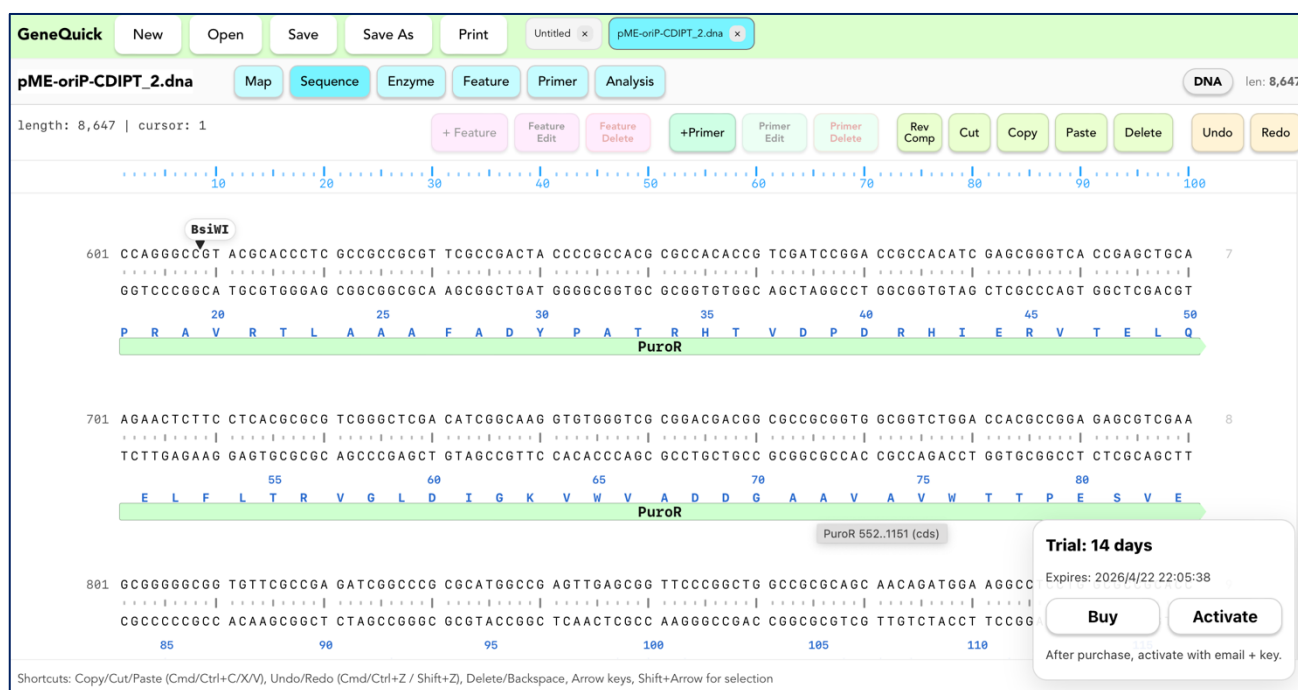 GeneQuick New Open Save Save As Print Untitled × pME-oriP-CDIPT_2.dna ×
pME-oriP-CDIPT_2.dna Map Sequence Enzyme Feature Primer Analysis DNA len: 8,647
length: 8,647 | cursor: 1 + Feature Feature Edit Feature Delete +Primer Primer Edit Primer Delete Rev Comp Cut Copy Paste Delete Undo Redo
10 20 30 40 50 60 70 80 90 100
BsiWI
601 CCAGGGCCGT ACGCACCCTC GCCGCCGCGT TCGCCGACTA CCCCGCCACG CGCCACACCG TCGATCCGGA CCGCCACATC GAGCGGGTCA CCGAGCTGCA 7
GGTCCCGGCA TGCGTGGGAG CGGCGGCGCA AGCGGCTGAT GGGGCGGTGC GCGGTGTGGC AGCTAGGCCT GGCGGTGTAG CTCGCCCAGT GGCTCGACGT
20 25 30 35 40 45 50
P R A V R T L A A A F A D Y P A T R H T V D P D R H I E R V T E L Q
PuroR
701 AGAACTCTTC CTCACGCGCG TCGGGCTCGA CATCGGCAAG GTGTGGGTCG CGGACGACGG CGCCGCGGTG GCGGTCTGGA CCACGCCGGA GAGCGTCGAA 8
TCTTGAGAAG GAGTGCGCGC AGCCCGAGCT GTAGCCGTTC CACACCCAGC GCCTGCTGCC GCGGCGCCAC CGCCAGACCT GGTGCGGCCT CTCGCAGCTT
55 60 65 70 75 80
E L F L T R V G L D I G K V W V A D D G A A V A V W T T P E S V E
PuroR
PuroR 552..1151 (cds)
Trial: 14 days
Expires: 2026/4/22 22:05:38
Buy Activate
After purchase, activate with email + key.
801 GCGGGGGCGG TGTTCGCCGA GATCGGCCCG CGCATGGCCG AGTTGAGCGG TTCCCGGCTG GCCGCGCAGC AACAGATGGA AGGCC
CGCCCCCGCC ACAAGCGGCT CTAGCCGGGC GCGTACCGGC TCAACTCGCC AAGGGCCGAC CGGCGCGTCG TTGTCTACCT TCCGG
85 90 95 100 105 110
Shortcuts: Copy/Cut/Paste (Cmd/Ctrl+C/X/V), Undo/Redo (Cmd/Ctrl+Z / Shift+Z), Delete/Backspace, Arrow keys, Shift+Arrow for selection